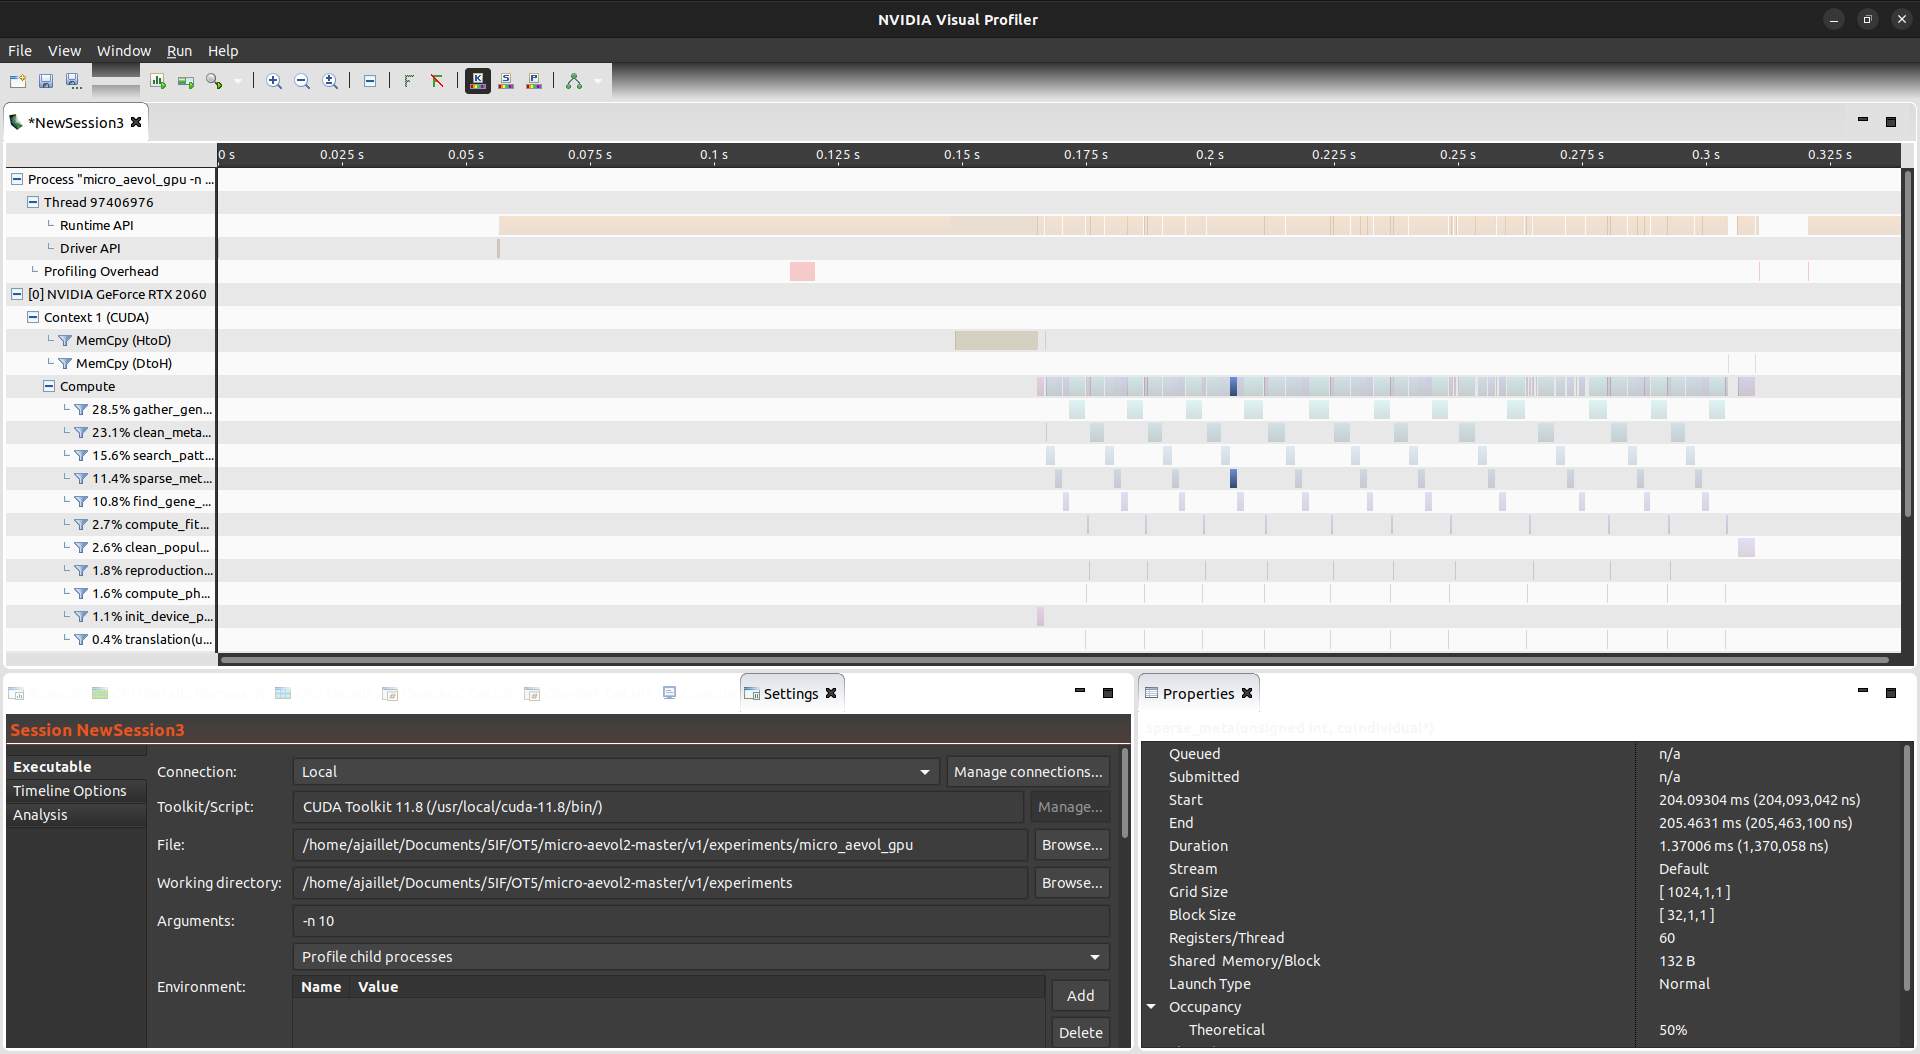 NVIDIA Visual Profiler
File View Window Run Help
*NewSession3
0 s 0.025 s 0.05 s 0.075 s 0.1 s 0.125 s 0.15 s 0.175 s 0.2 s 0.225 s 0.25 s 0.275 s 0.3 s 0.325 s
Process "micro_aevol_gpu -n ...
Thread 97406976
Runtime API
Driver API
Profiling Overhead
[0] NVIDIA GeForce RTX 2060
Context 1 (CUDA)
MemCpy (HtoD)
MemCpy (DtoH)
Compute
28.5% gather_gen...
23.1% clean_meta...
15.6% search_patt...
11.4% sparse_met...
10.8% find_gene_...
2.7% compute_fit...
2.6% clean_popul...
1.8% reproduction...
1.6% compute_ph...
1.1% init_device_p...
0.4% translation(u...
Settings
Session NewSession3
Executable
Timeline Options
Analysis
Connection: Local Manage connections...
Toolkit/Script: CUDA Toolkit 11.8 (/usr/local/cuda-11.8/bin/) Manage...
File: /home/ajaillet/Documents/5IF/OT5/micro-aevol2-master/v1/experiments/micro_aevol_gpu Browse...
Working directory: /home/ajaillet/Documents/5IF/OT5/micro-aevol2-master/v1/experiments Browse...
Arguments: -n 10
Profile child processes
Environment: Name Value
Add
Delete
Properties
sparse_meta(unsigned int, cuIndividual*)
Queued n/a
Submitted n/a
Start 204.09304 ms (204,093,042 ns)
End 205.4631 ms (205,463,100 ns)
Duration 1.37006 ms (1,370,058 ns)
Stream Default
Grid Size [ 1024,1,1 ]
Block Size [ 32,1,1 ]
Registers/Thread 60
Shared Memory/Block 132 B
Launch Type Normal
Occupancy
Theoretical 50%